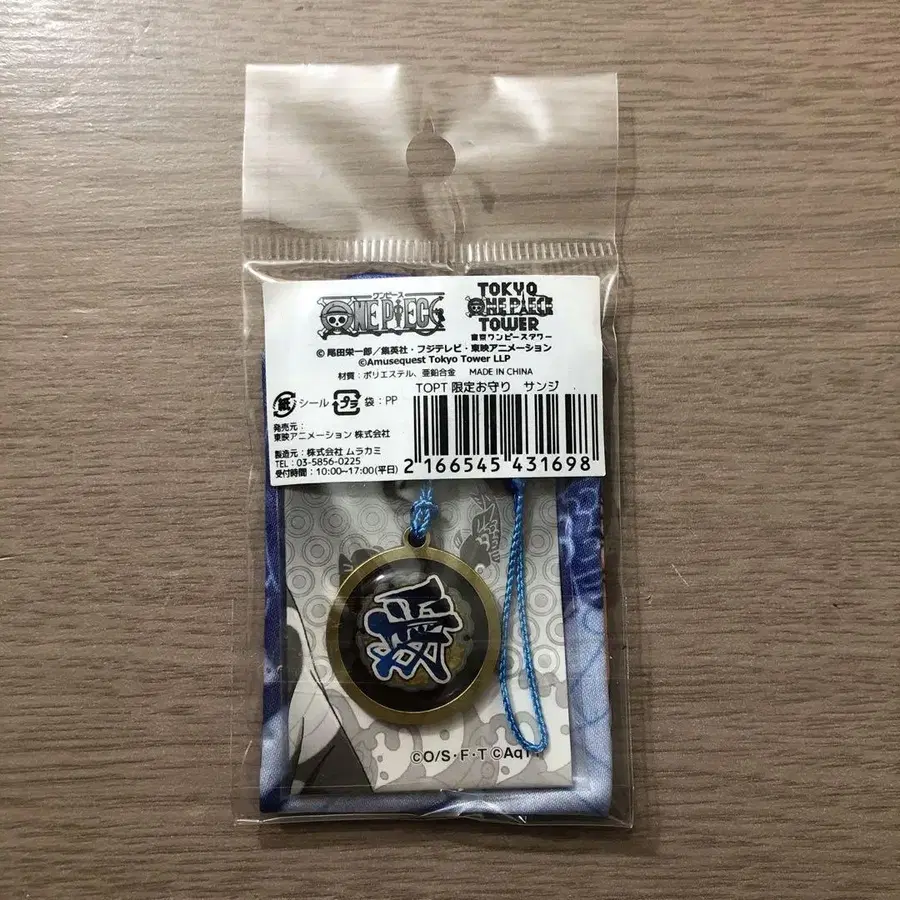 ワンピース
ONE PIECE
TOKYO
ONE PIECE
TOWER
東京ワンピースタワー
© 尾田栄一郎／集英社・フジテレビ・東映アニメーション
©Amusequest Tokyo Tower LLP
材質：ポリエステル、亜鉛合金 MADE IN CHINA
TOPT 限定お守り サンジ
紙 シール プラ 袋：PP
発売元：
東映アニメーション 株式会社
製造元：株式会社 ムラカミ
TEL：03-5856-0225
受付時間：10:00~17:00(平日)
2 166545 431698
©O/S・F・T ©Aq